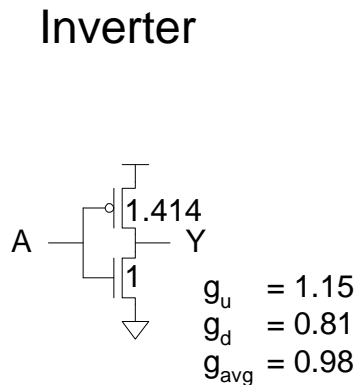 Inverter
1.414
A
Y
1
g_u = 1.15
g_d = 0.81
g_avg = 0.98